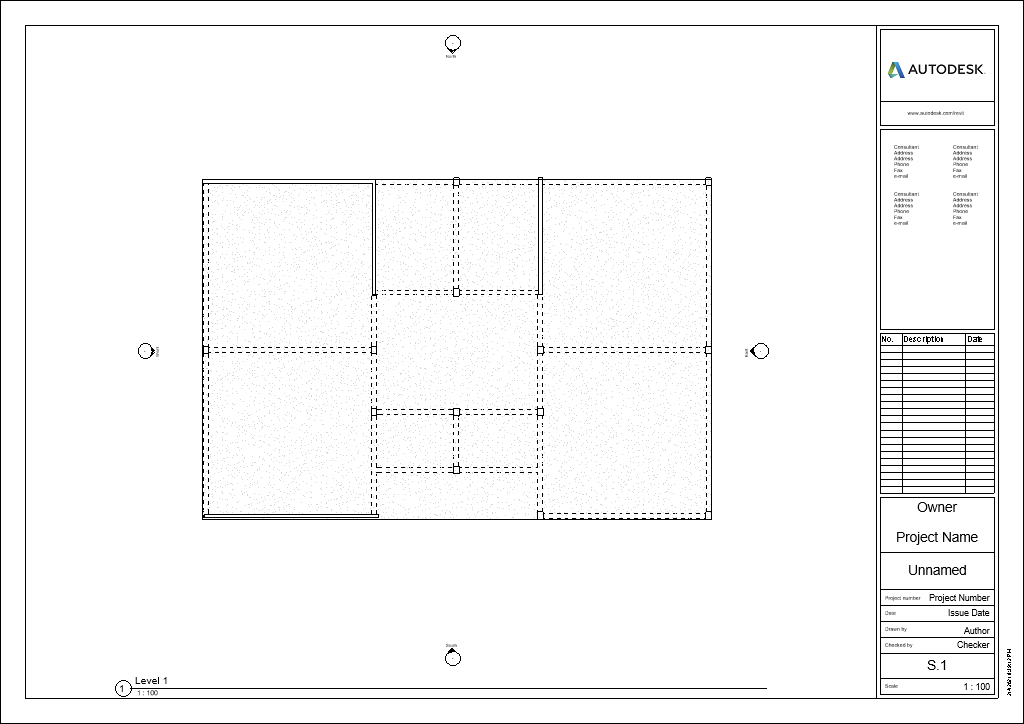 North
AUTODESK
www.autodesk.com/revit
Consultant
Address
Address
Phone
Fax
e-mail
Consultant
Address
Address
Phone
Fax
e-mail
Consultant
Address
Address
Phone
Fax
e-mail
Consultant
Address
Address
Phone
Fax
e-mail
No. Description Date
Owner
Project Name
Unnamed
Project number Project Number
Date Issue Date
Drawn by Author
Checked by Checker
S.1
Scale 1 : 100
South
1 Level 1
1 : 100